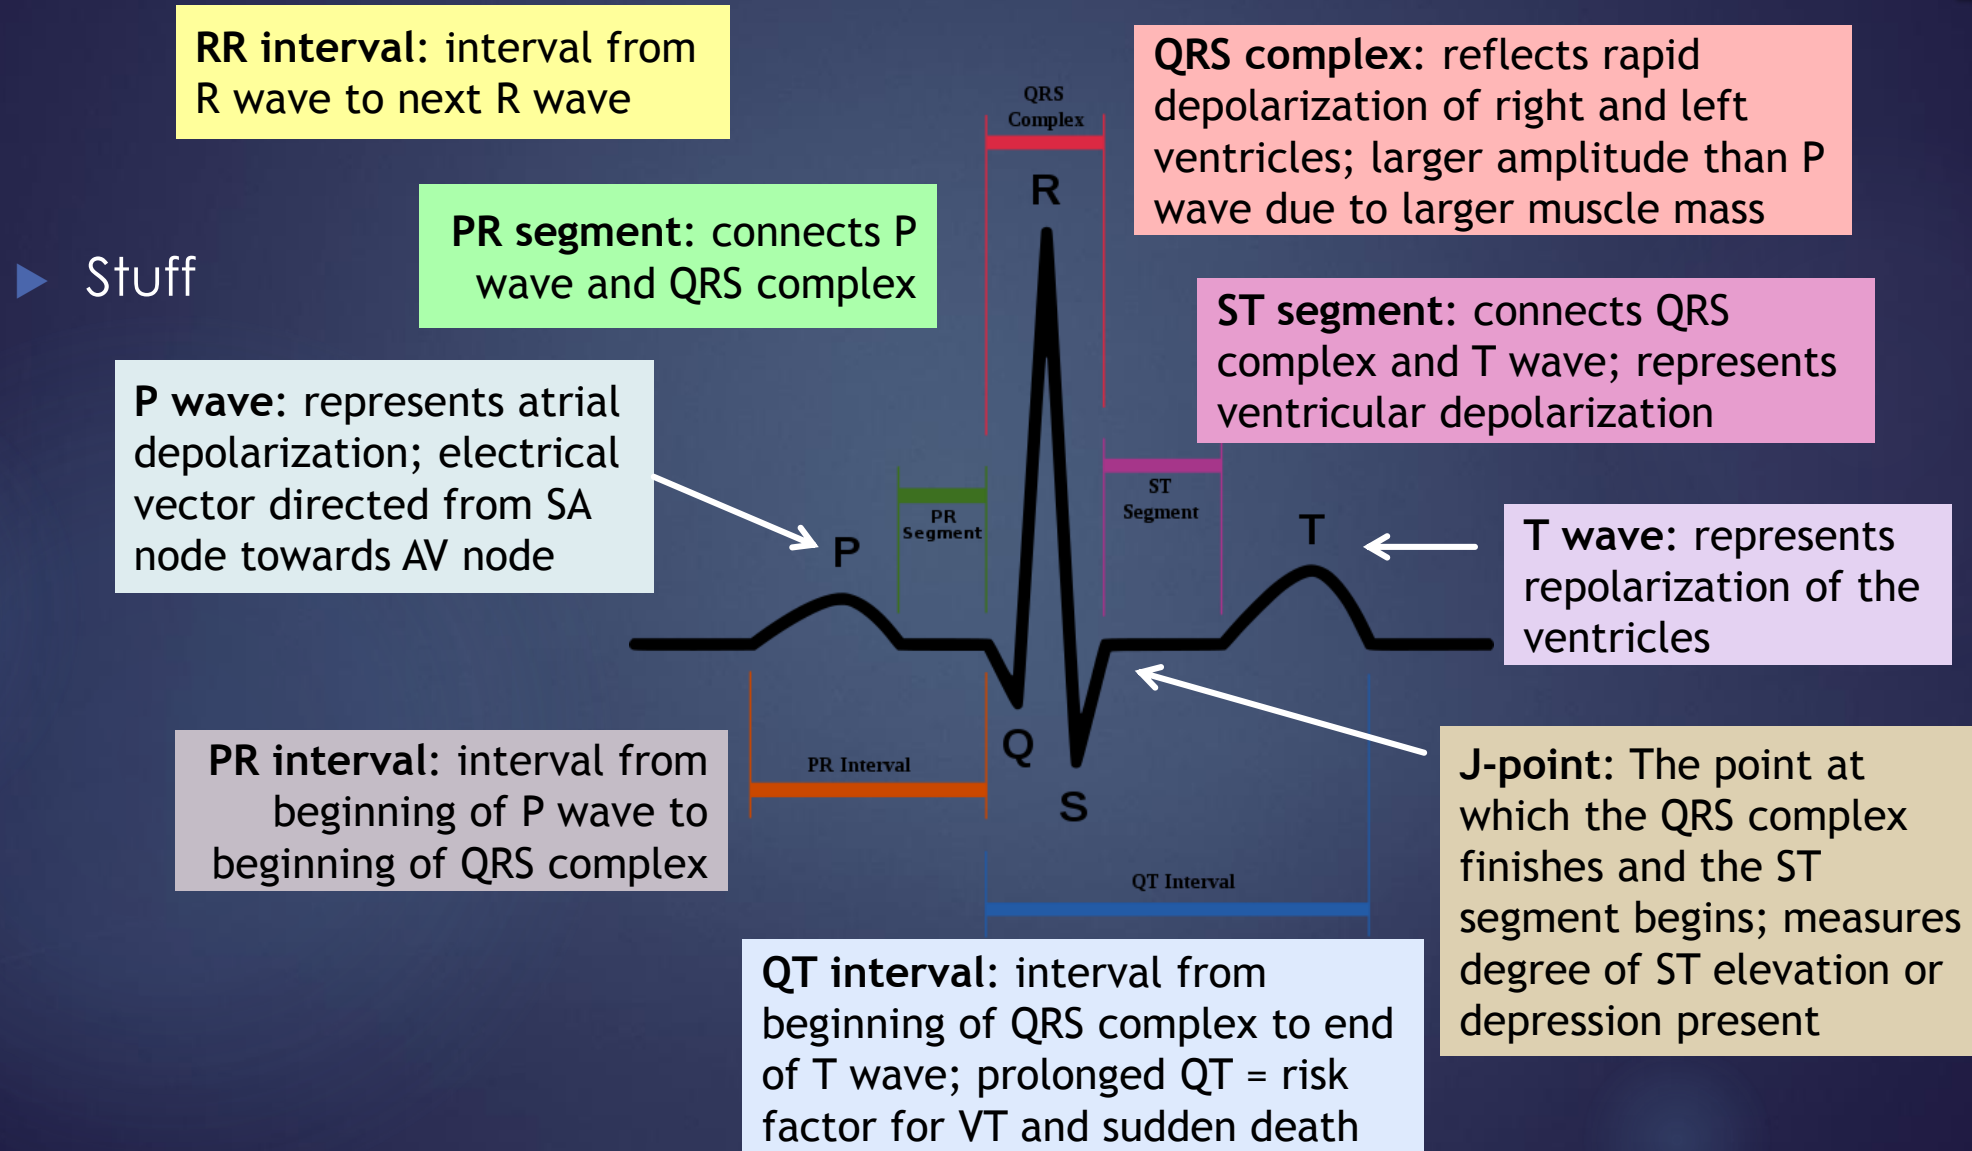 RR interval: interval from
R wave to next R wave
QRS complex: reflects rapid
depolarization of right and left
ventricles; larger amplitude than P
wave due to larger muscle mass
QRS
Complex
R
PR segment: connects P
wave and QRS complex
Stuff
ST segment: connects QRS
complex and T wave; represents
ventricular depolarization
P wave: represents atrial
depolarization; electrical
vector directed from SA
node towards AV node
PR
Segment
ST
Segment
P
T
T wave: represents
repolarization of the
ventricles
PR interval: interval from
beginning of P wave to
beginning of QRS complex
PR Interval
Q
S
J-point: The point at
which the QRS complex
finishes and the ST
segment begins; measures
degree of ST elevation or
depression present
QT Interval
QT interval: interval from
beginning of QRS complex to end
of T wave; prolonged QT = risk
factor for VT and sudden death